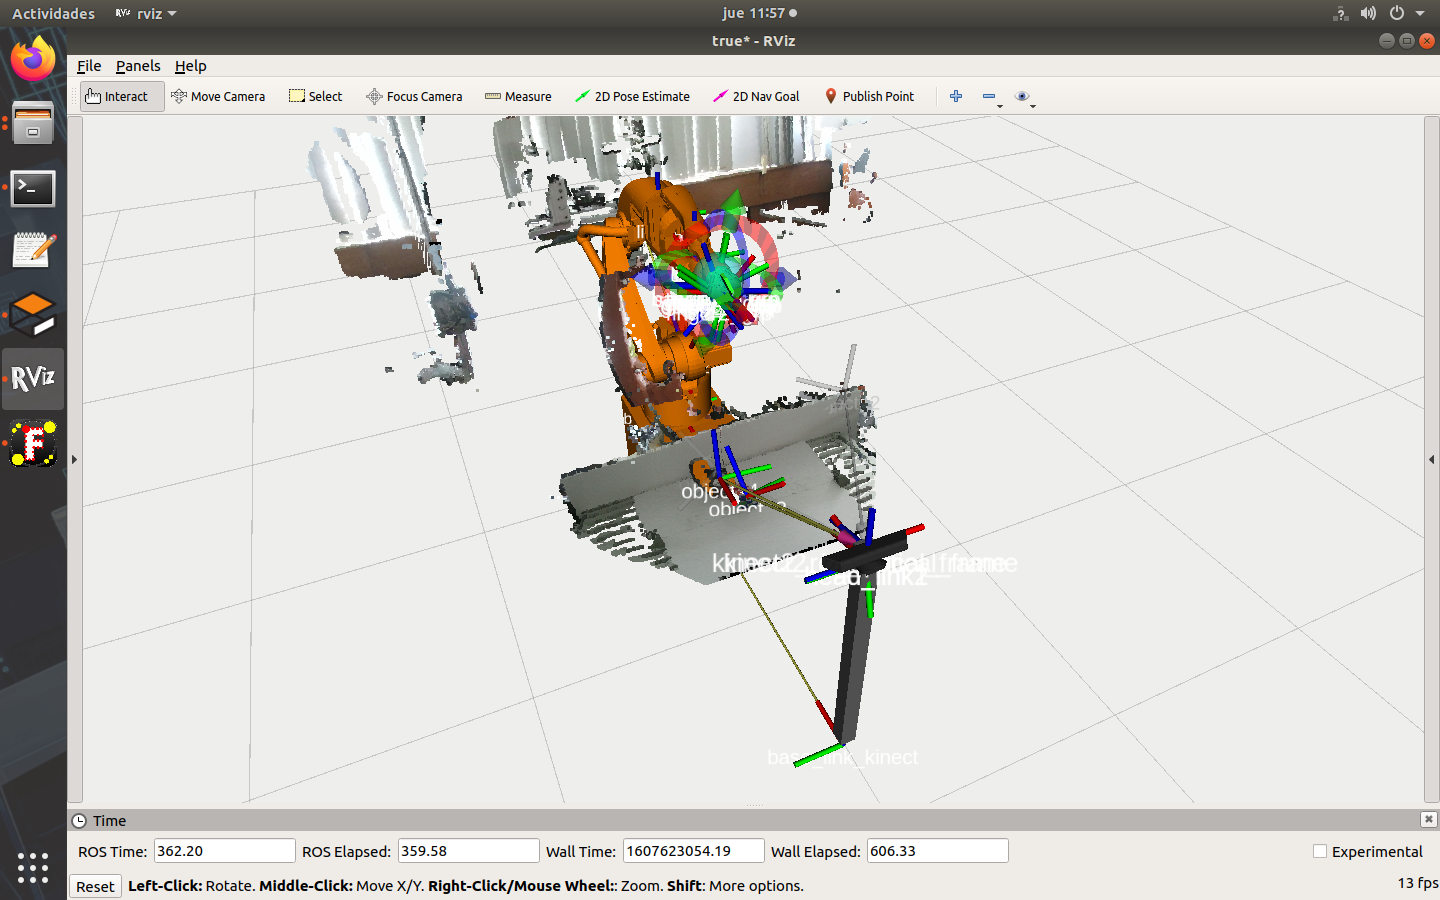 Actividades
RViz rviz
jue 11:57
true* - RViz
File Panels Help
Interact Move Camera Select Focus Camera Measure 2D Pose Estimate 2D Nav Goal Publish Point
RViz
F
object
object
base_link_kinect
Time
ROS Time: 362.20 ROS Elapsed: 359.58 Wall Time: 1607623054.19 Wall Elapsed: 606.33 Experimental
Reset Left-Click: Rotate. Middle-Click: Move X/Y. Right-Click/Mouse Wheel:: Zoom. Shift: More options. 13 fps